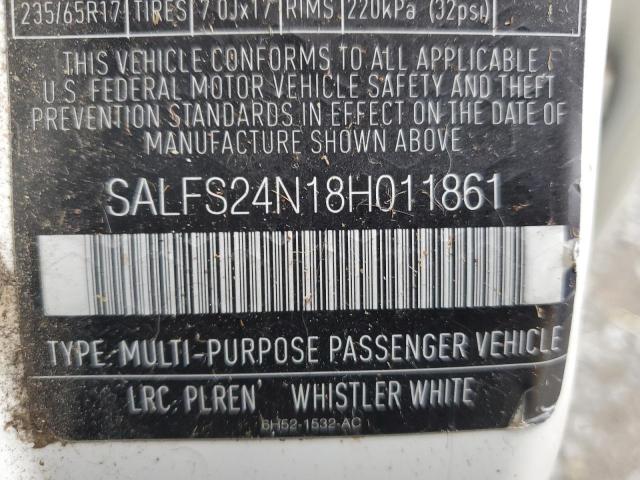 235/65R17 TIRES 7.0Jx17 RIMS 220kPa (32psi)
THIS VEHICLE CONFORMS TO ALL APPLICABLE
U.S. FEDERAL MOTOR VEHICLE SAFETY AND THEFT
PREVENTION STANDARDS IN EFFECT ON THE DATE OF
MANUFACTURE SHOWN ABOVE
SALFS24N18H011861
TYPE: MULTI-PURPOSE PASSENGER VEHICLE
LRC PLREN' WHISTLER WHITE
6H52-1532-AC